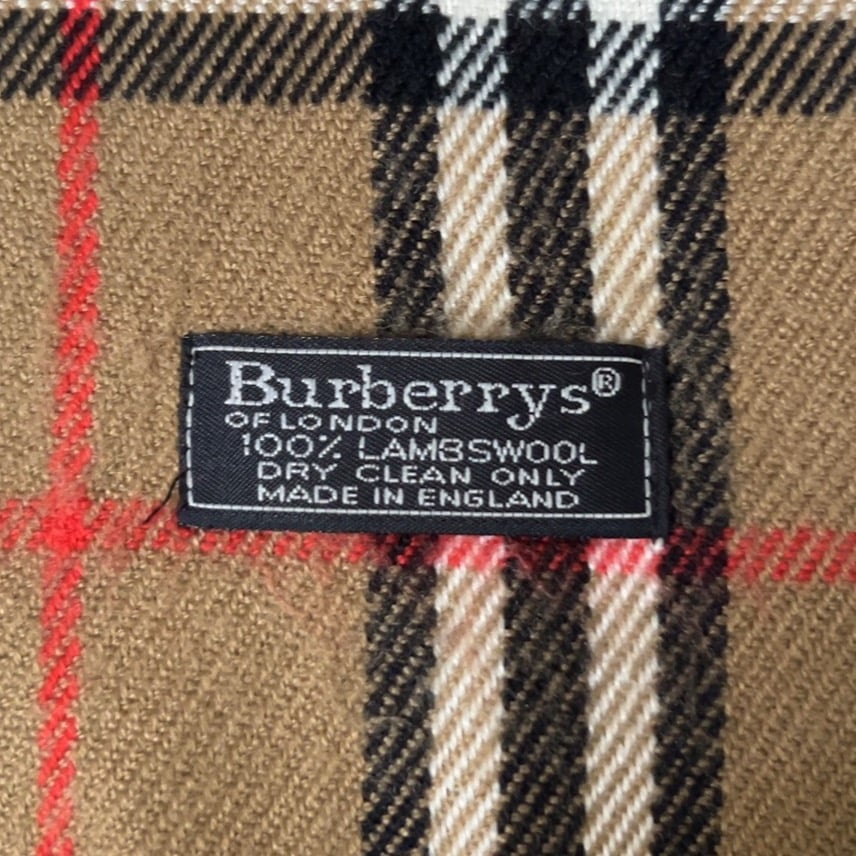 Burberrys®
OF LONDON
100% LAMBSWOOL
DRY CLEAN ONLY
MADE IN ENGLAND